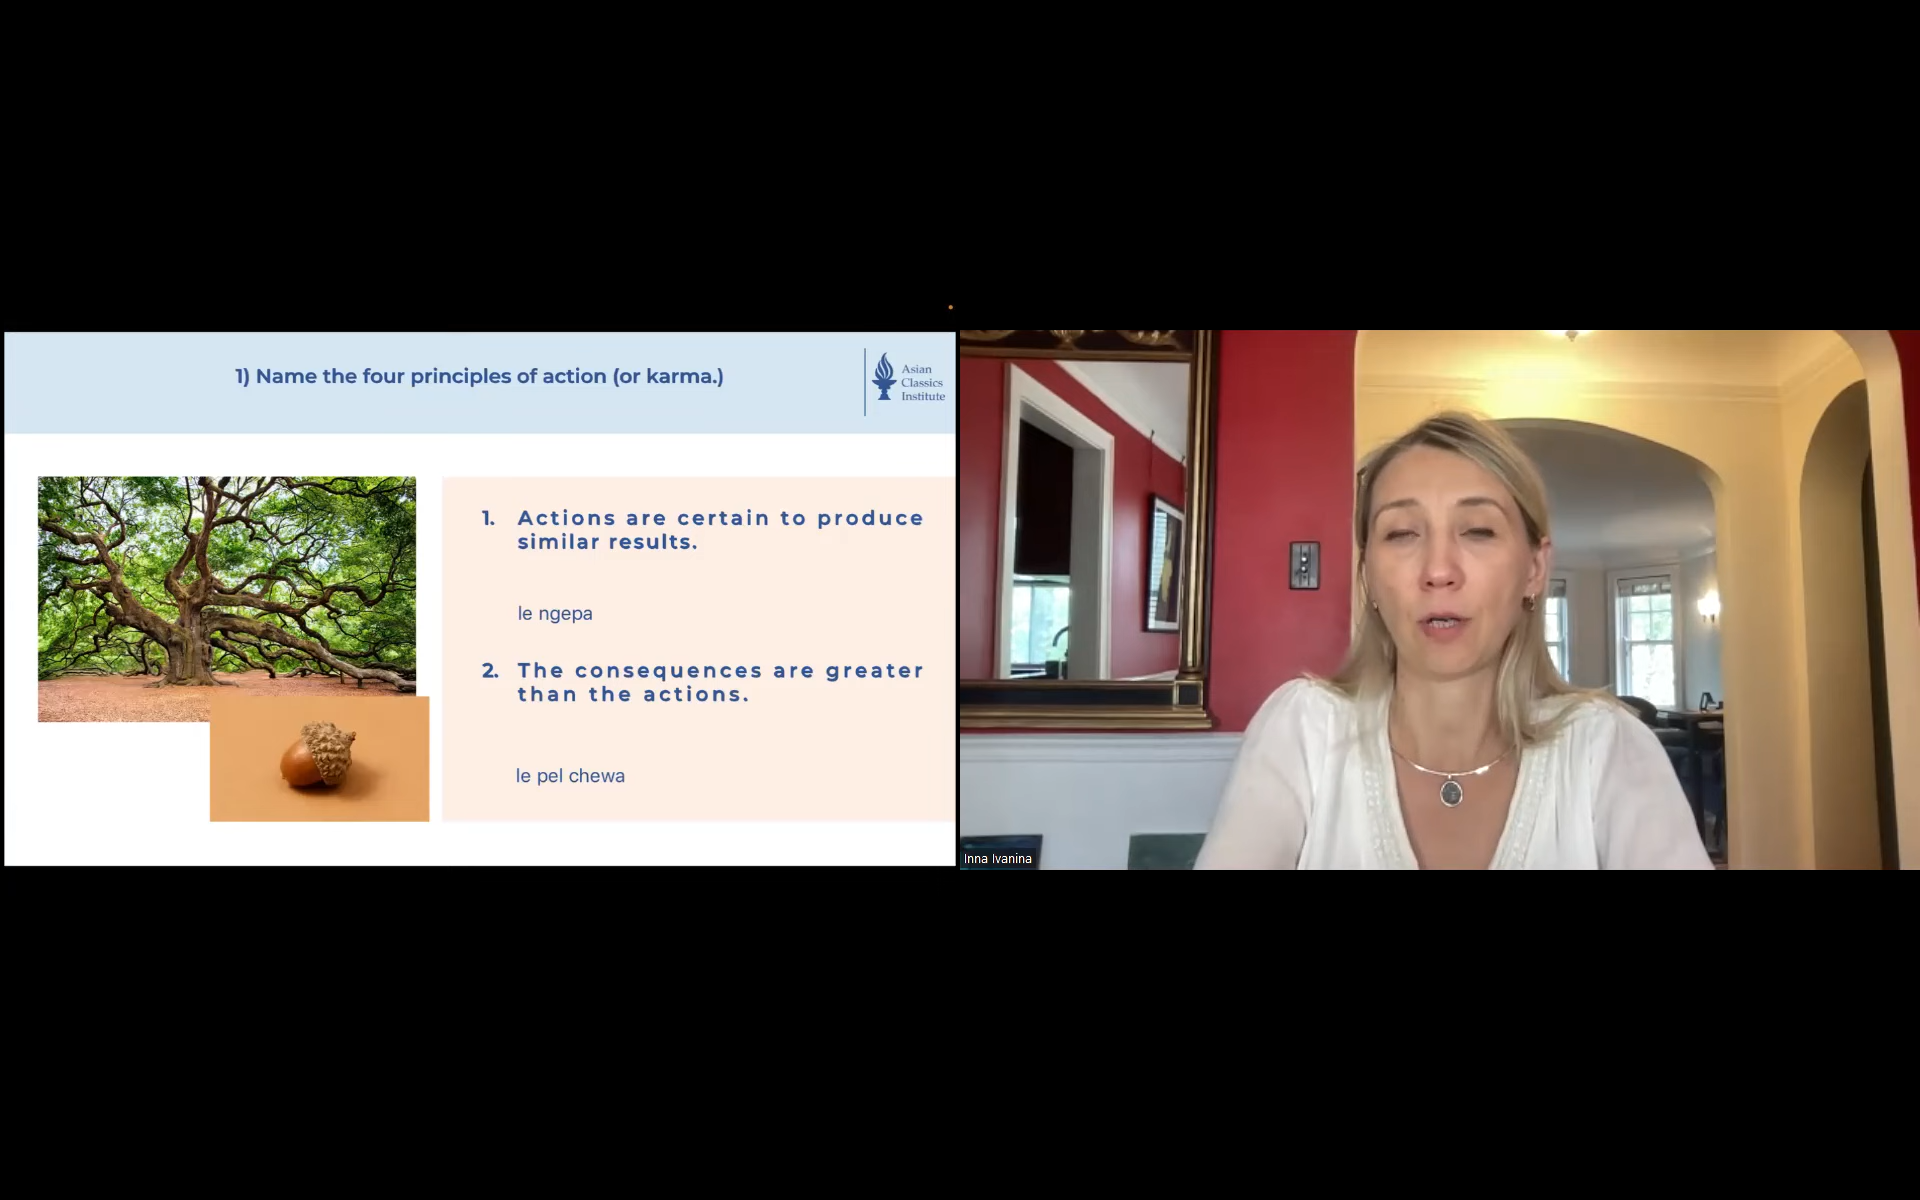 1) Name the four principles of action (or karma.)
Asian
Classics
Institute
1. Actions are certain to produce
similar results.
le ngepa
2. The consequences are greater
than the actions.
le pel chewa
Inna Ivanina